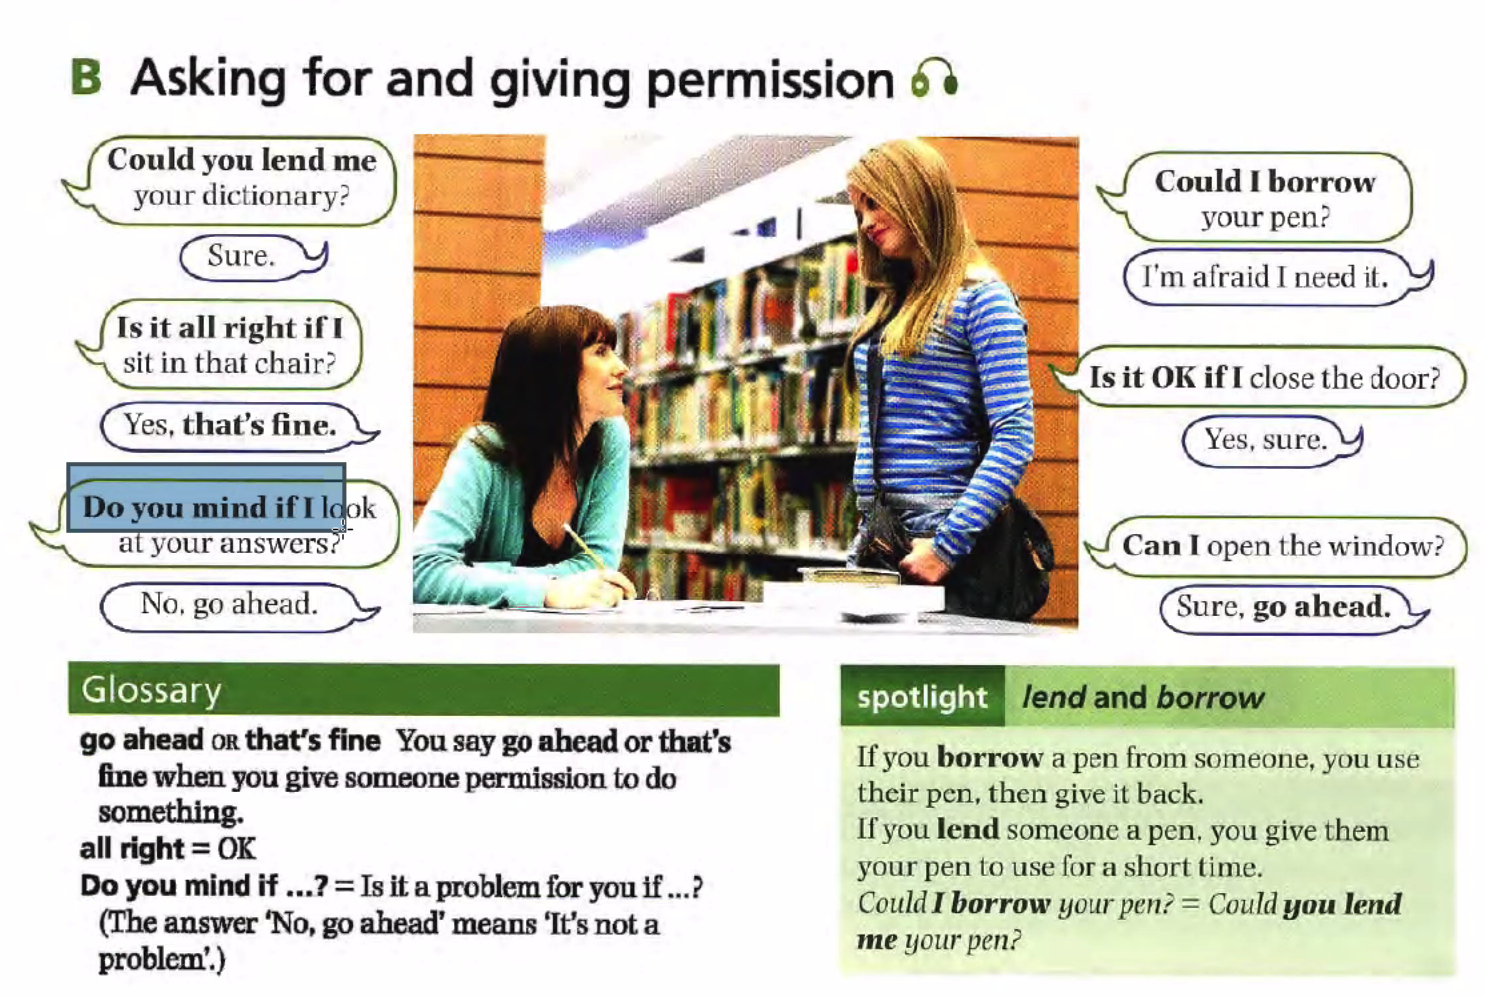 B Asking for and giving permission
Could you lend me
your dictionary?
Sure.
Is it all right if I
sit in that chair?
Yes, that's fine.
Do you mind if I look
at your answers?
No, go ahead.
Could I borrow
your pen?
I'm afraid I need it.
Is it OK if I close the door?
Yes, sure.
Can I open the window?
Sure, go ahead.
Glossary
go ahead OR that's fine You say go ahead or that's
fine when you give someone permission to do
something.
all right = OK
Do you mind if ...? = Is it a problem for you if ...?
(The answer 'No, go ahead' means 'It's not a
problem'.)
spotlight lend and borrow
If you borrow a pen from someone, you use
their pen, then give it back.
If you lend someone a pen, you give them
your pen to use for a short time.
Could I borrow your pen? = Could you lend
me your pen?